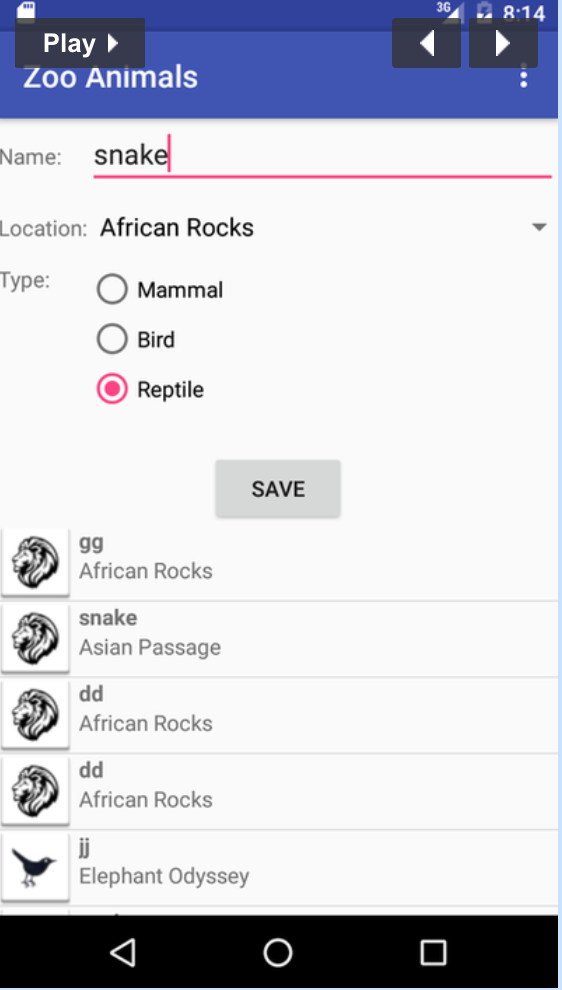 3G 8:14
Play
Zoo Animals
Name: snake
Location: African Rocks
Type:
Mammal
Bird
Reptile
SAVE
gg
African Rocks
snake
Asian Passage
dd
African Rocks
dd
African Rocks
jj
Elephant Odyssey